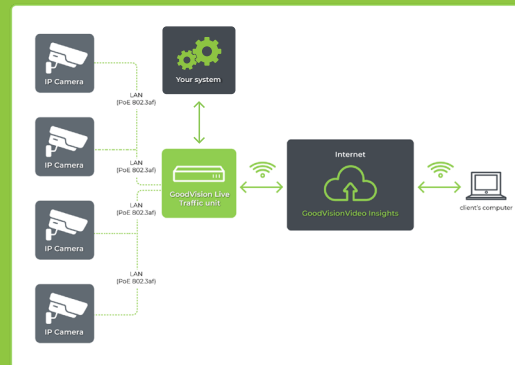 IP Camera
LAN
(PoE 802.3af)
IP Camera
LAN
(PoE 802.3af)
IP Camera
LAN
(PoE 802.3af)
IP Camera
LAN
(PoE 802.3af)
Your system
GoodVision Live
Traffic unit
Internet
GoodVisionVideo Insights
client's computer